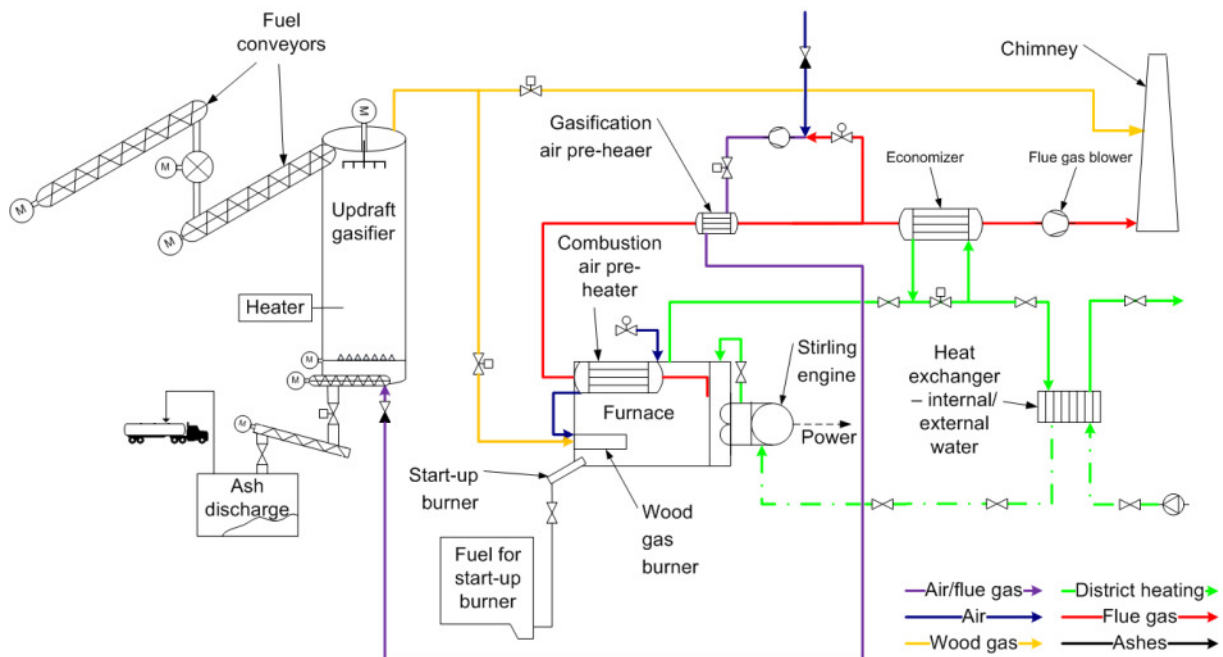 Fuel
conveyors
M
M
M
M
Updraft
gasifier
Heater
M
M
M
Ash
discharge
Gasification
air pre-heaer
Combustion
air pre-
heater
Furnace
Start-up
burner
Wood
gas
burner
Fuel for
start-up
burner
Stirling
engine
Power
Economizer
Flue gas blower
Chimney
Heat
exchanger
– internal/
external
water
Air/flue gas
District heating
Air
Flue gas
Wood gas
Ashes